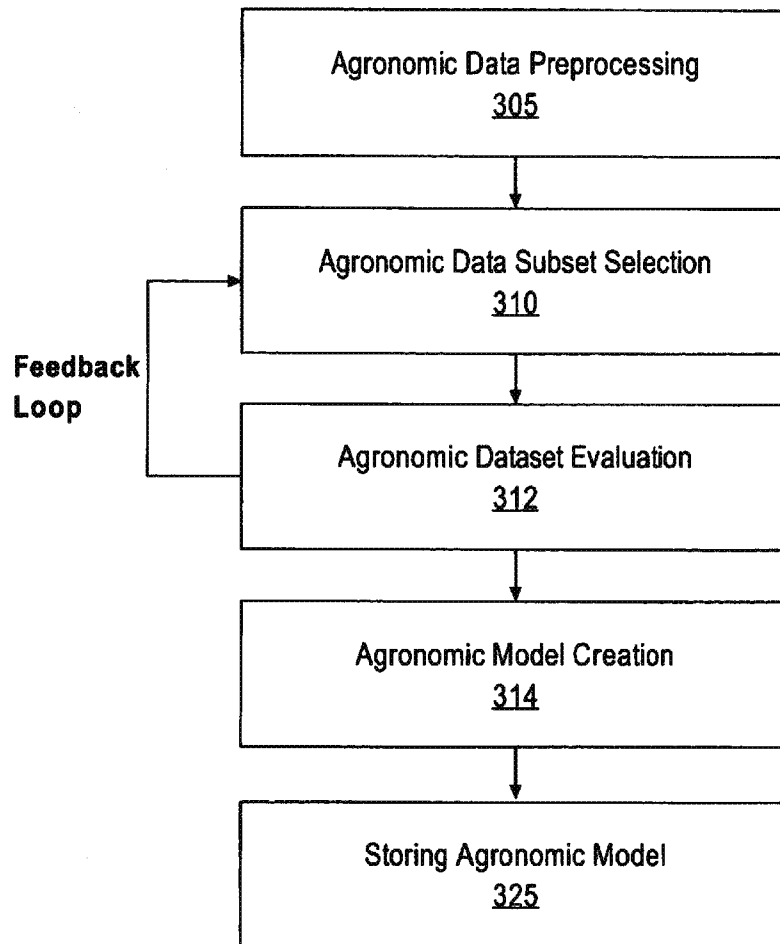 Agronomic Data Preprocessing
305
Agronomic Data Subset Selection
310
Feedback
Loop
Agronomic Dataset Evaluation
312
Agronomic Model Creation
314
Storing Agronomic Model
325